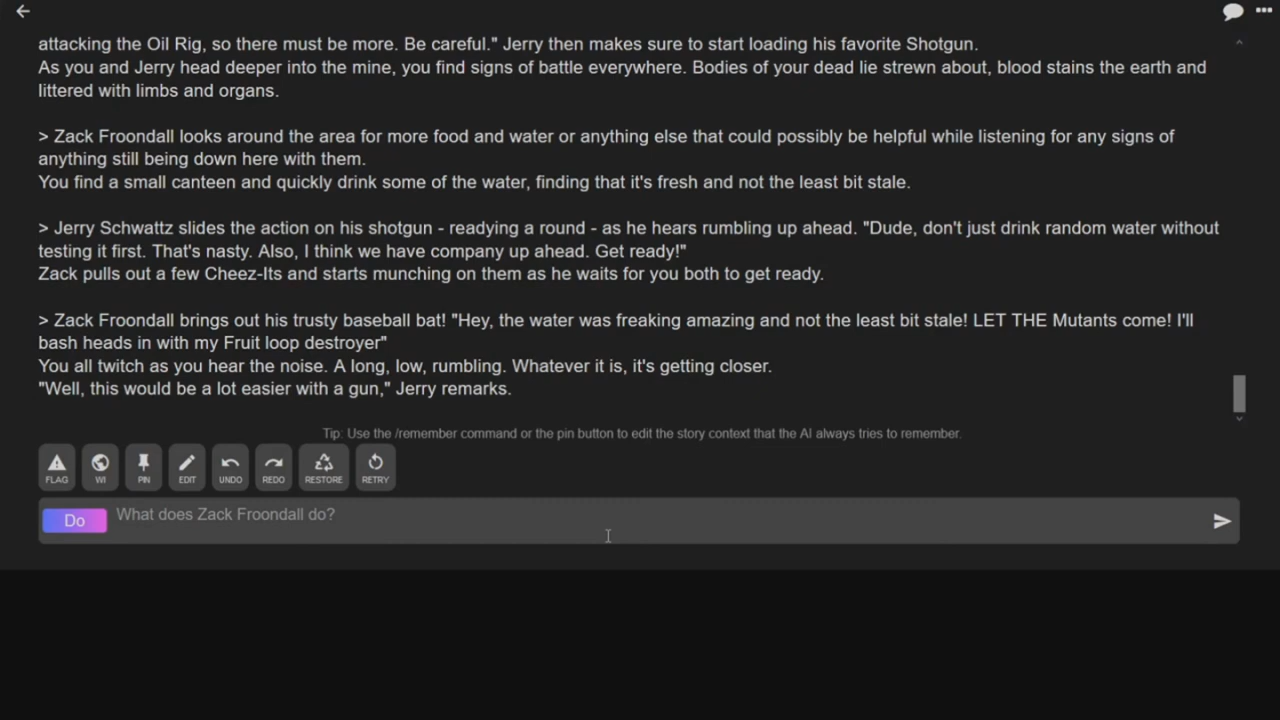 attacking the Oil Rig, so there must be more. Be careful." Jerry then makes sure to start loading his favorite Shotgun.
As you and Jerry head deeper into the mine, you find signs of battle everywhere. Bodies of your dead lie strewn about, blood stains the earth and
littered with limbs and organs.
> Zack Froondall looks around the area for more food and water or anything else that could possibly be helpful while listening for any signs of
anything still being down here with them.
You find a small canteen and quickly drink some of the water, finding that it's fresh and not the least bit stale.
> Jerry Schwattz slides the action on his shotgun - readying a round - as he hears rumbling up ahead. "Dude, don't just drink random water without
testing it first. That's nasty. Also, I think we have company up ahead. Get ready!"
Zack pulls out a few Cheez-Its and starts munching on them as he waits for you both to get ready.
> Zack Froondall brings out his trusty baseball bat! "Hey, the water was freaking amazing and not the least bit stale! LET THE Mutants come! I'll
bash heads in with my Fruit loop destroyer"
You all twitch as you hear the noise. A long, low, rumbling. Whatever it is, it's getting closer.
"Well, this would be a lot easier with a gun," Jerry remarks.
Tip: Use the /remember command or the pin button to edit the story context that the AI always tries to remember.
FLAG WI PIN EDIT UNDO REDO RESTORE RETRY
Do What does Zack Froondall do?